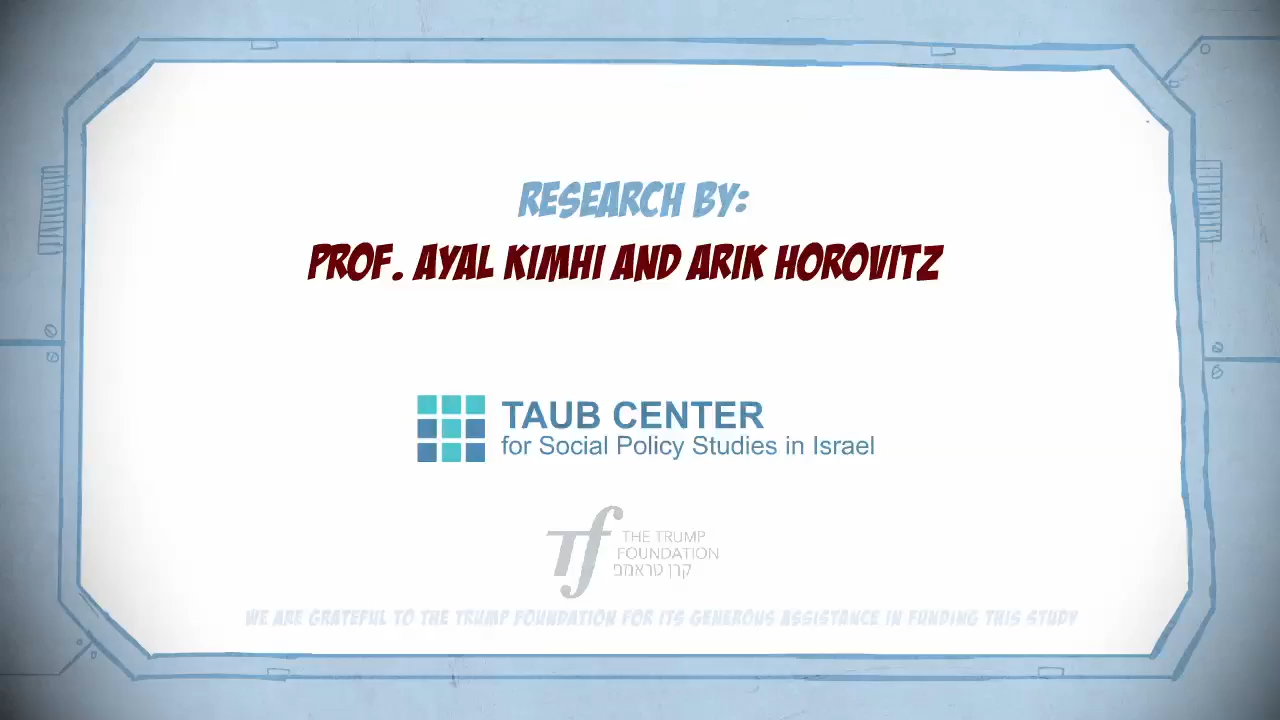 RESEARCH BY:
PROF. AYAL KIMHI AND ARIK HOROVITZ
TAUB CENTER
for Social Policy Studies in Israel
Tf
THE TRUMP
FOUNDATION
קרן טראמפ
WE ARE GRATEFUL TO THE TRUMP FOUNDATION FOR ITS GENEROUS ASSISTANCE IN FUNDING THIS STUDY